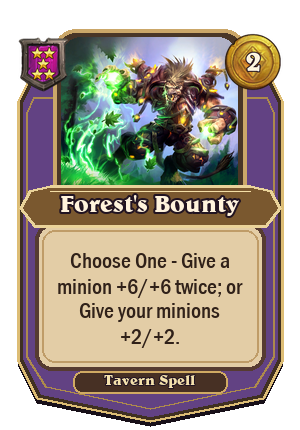 2
Forest's Bounty
Choose One - Give a
minion +6/+6 twice; or
Give your minions
+2/+2.
Tavern Spell